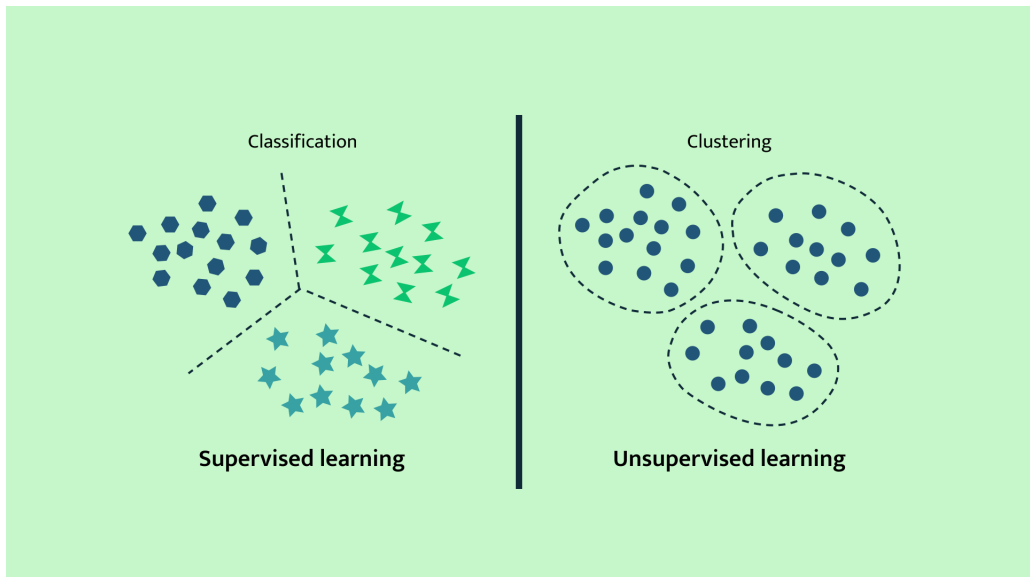 Classification
Clustering
Supervised learning
Unsupervised learning